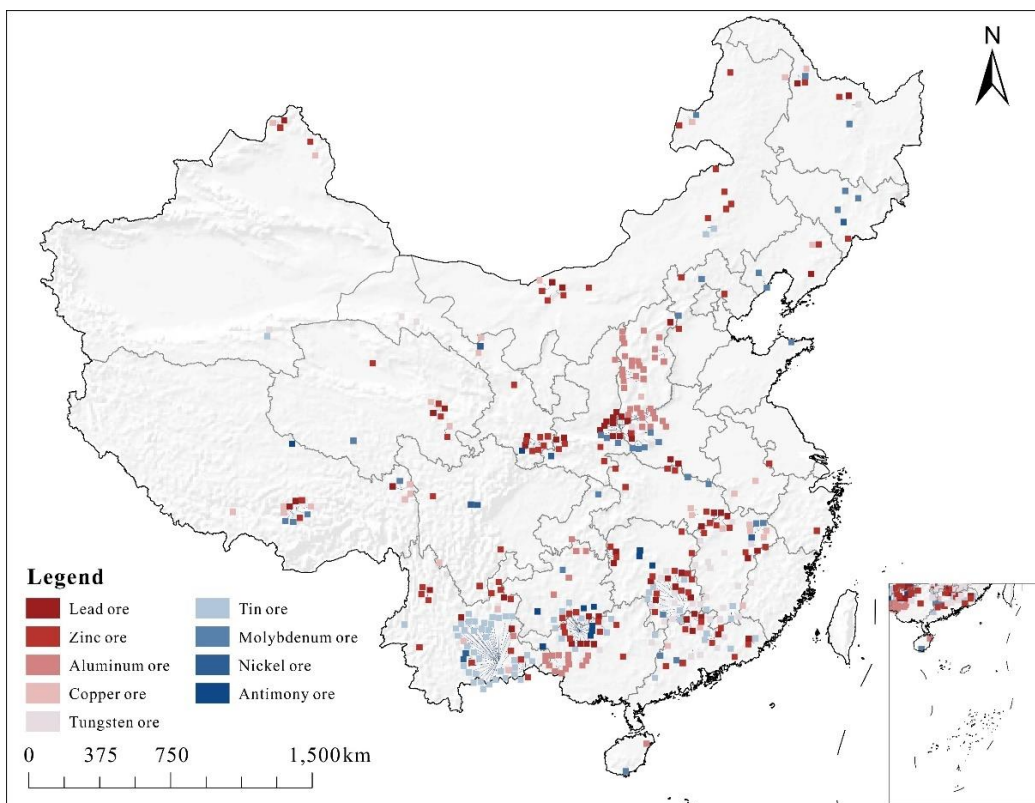 N
Legend
Lead ore
Zinc ore
Aluminum ore
Copper ore
Tungsten ore
Tin ore
Molybdenum ore
Nickel ore
Antimony ore
0 375 750 1,500km